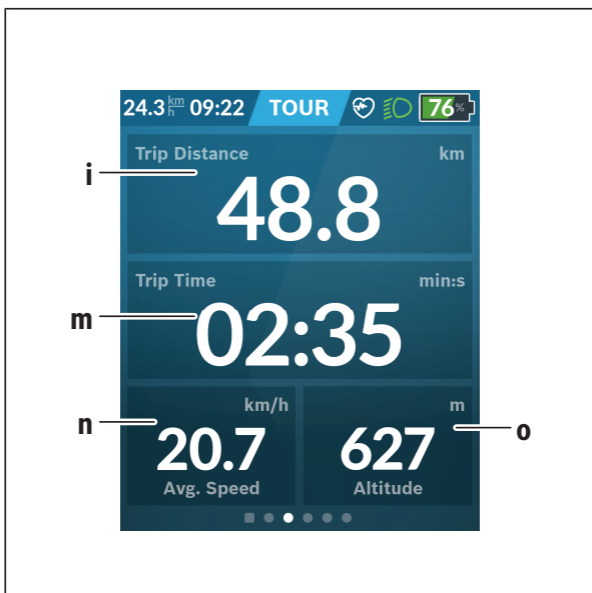 24.3 km/h 09:22 TOUR 76%
Trip Distance km
i
48.8
Trip Time min:s
m
02:35
km/h m
n o
20.7 627
Avg. Speed Altitude